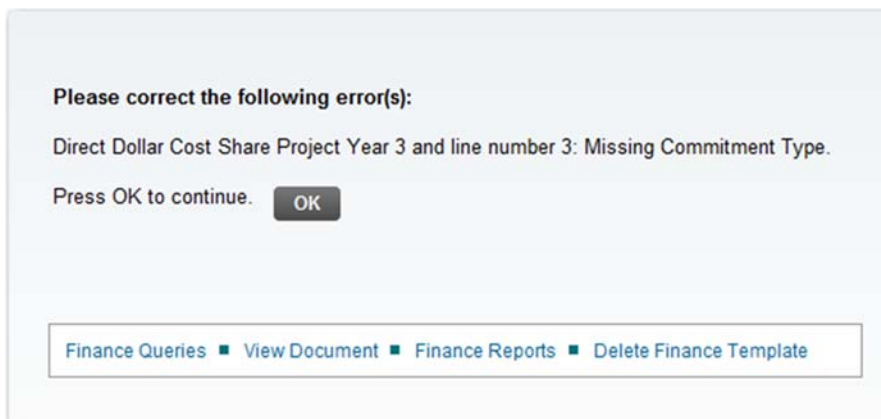 Please correct the following error(s):
Direct Dollar Cost Share Project Year 3 and line number 3: Missing Commitment Type.
Press OK to continue. OK
Finance Queries ■ View Document ■ Finance Reports ■ Delete Finance Template